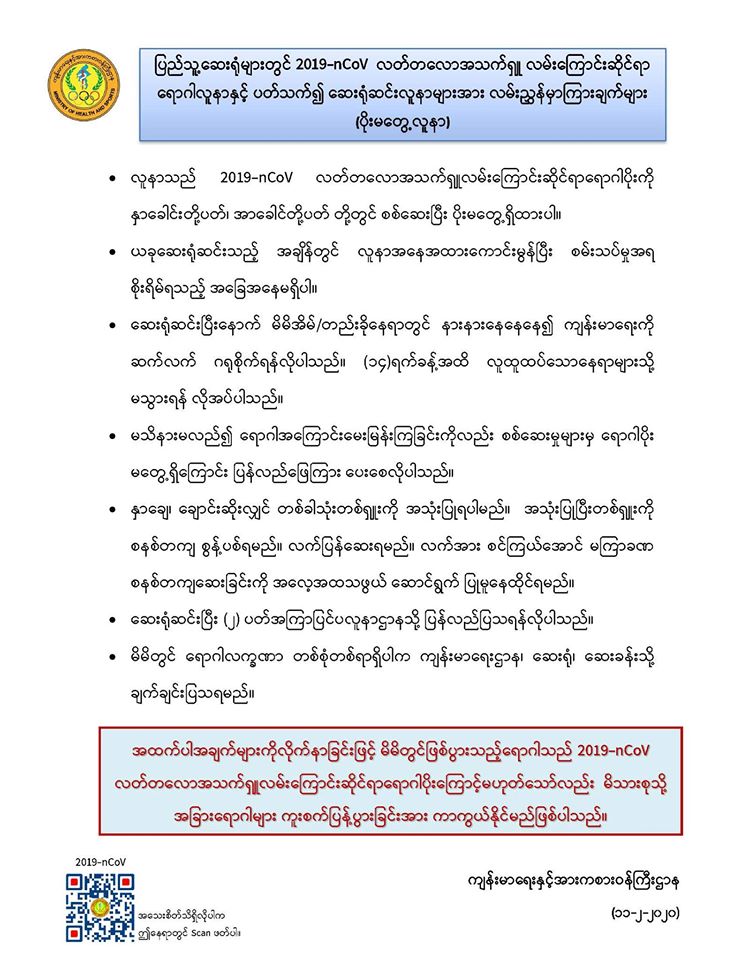 ပြည်သူ့ဆေးရုံများတွင် 2019-nCoV လတ်တလောအသက်ရှူ လမ်းကြောင်းဆိုင်ရာ
ရောဂါလူနာနှင့် ပတ်သက်၍ ဆေးရုံဆင်းလူနာများအား လမ်းညွှန်မှာကြားချက်များ
(ပိုးမတွေ့လူနာ)
MINISTRY OF HEALTH AND SPORTS
• လူနာသည် 2019-nCoV လတ်တလောအသက်ရှူလမ်းကြောင်းဆိုင်ရာရောဂါပိုးကို
နှာခေါင်းတို့ပတ်၊ အာခေါင်တို့ပတ် တို့တွင် စစ်ဆေးပြီး ပိုးမတွေ့ရှိထားပါ။
• ယခုဆေးရုံဆင်းသည့် အချိန်တွင် လူနာအနေအထားကောင်းမွန်ပြီး စမ်းသပ်မှုအရ
စိုးရိမ်ရသည့် အခြေအနေမရှိပါ။
• ဆေးရုံဆင်းပြီးနောက် မိမိအိမ်/တည်းခိုနေရာတွင် နားနားနေနေနေ၍ ကျန်းမာရေးကို
ဆက်လက် ဂရုစိုက်ရန်လိုပါသည်။ (၁၄)ရက်ခန့်အထိ လူထူထပ်သောနေရာများသို့
မသွားရန် လိုအပ်ပါသည်။
• မသိနားမလည်၍ ရောဂါအကြောင်းမေးမြန်းကြခြင်းကိုလည်း စစ်ဆေးမှုများမှ ရောဂါပိုး
မတွေ့ရှိကြောင်း ပြန်လည်ဖြေကြား ပေးစေလိုပါသည်။
• နှာချေ၊ ချောင်းဆိုးလျှင် တစ်ခါသုံးတစ်ရှူးကို အသုံးပြုရပါမည်။ အသုံးပြုပြီးတစ်ရှူးကို
စနစ်တကျ စွန့်ပစ်ရမည်။ လက်ပြန်ဆေးရမည်။ လက်အား စင်ကြယ်အောင် မကြာခဏ
စနစ်တကျဆေးခြင်းကို အလေ့အထသဖွယ် ဆောင်ရွက် ပြုမူနေထိုင်ရမည်။
• ဆေးရုံဆင်းပြီး (၂) ပတ်အကြာပြင်ပလူနာဌာနသို့ ပြန်လည်ပြသရန်လိုပါသည်။
• မိမိတွင် ရောဂါလက္ခဏာ တစ်စုံတစ်ရာရှိပါက ကျန်းမာရေးဌာန၊ ဆေးရုံ၊ ဆေးခန်းသို့
ချက်ချင်းပြသရမည်။
အထက်ပါအချက်များကိုလိုက်နာခြင်းဖြင့် မိမိတွင်ဖြစ်ပွားသည့်ရောဂါသည် 2019-nCoV
လတ်တလောအသက်ရှူလမ်းကြောင်းဆိုင်ရာရောဂါပိုးကြောင့်မဟုတ်သော်လည်း မိသားစုသို့
အခြားရောဂါများ ကူးစက်ပြန့်ပွားခြင်းအား ကာကွယ်နိုင်မည်ဖြစ်ပါသည်။
2019-nCoV
အသေးစိတ်သိရှိလိုပါက
ဤနေရာတွင် Scan ဖတ်ပါ။
ကျန်းမာရေးနှင့်အားကစားဝန်ကြီးဌာန
(၁၁-၂-၂၀၂၀)